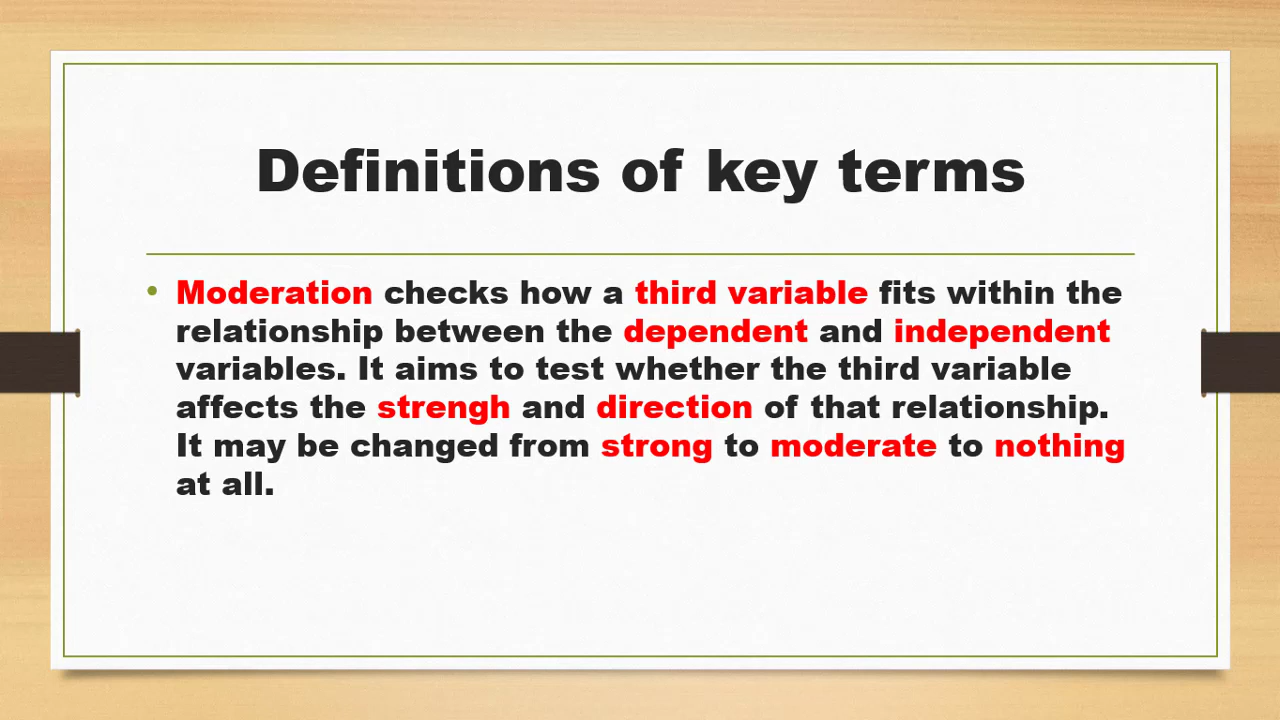 Definitions of key terms
• Moderation checks how a third variable fits within the
relationship between the dependent and independent
variables. It aims to test whether the third variable
affects the strengh and direction of that relationship.
It may be changed from strong to moderate to nothing
at all.